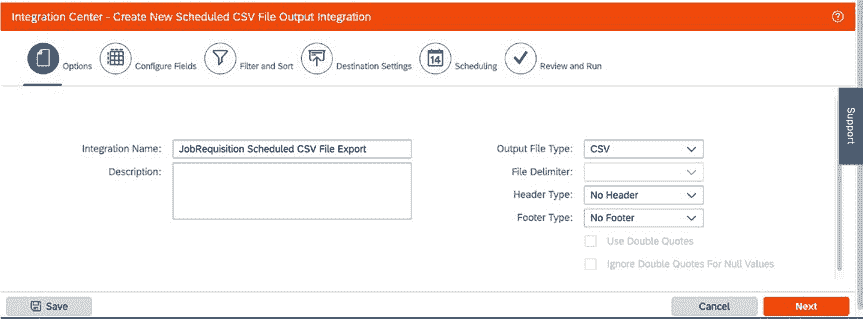 Integration Center - Create New Scheduled CSV File Output Integration
Options
Configure Fields
Filter and Sort
Destination Settings
14
Scheduling
Review and Run
Support
Integration Name: JobRequisition Scheduled CSV File Export
Description:
Output File Type: CSV
File Delimiter:
Header Type: No Header
Footer Type: No Footer
Use Double Quotes
Ignore Double Quotes For Null Values
Save
Cancel
Next